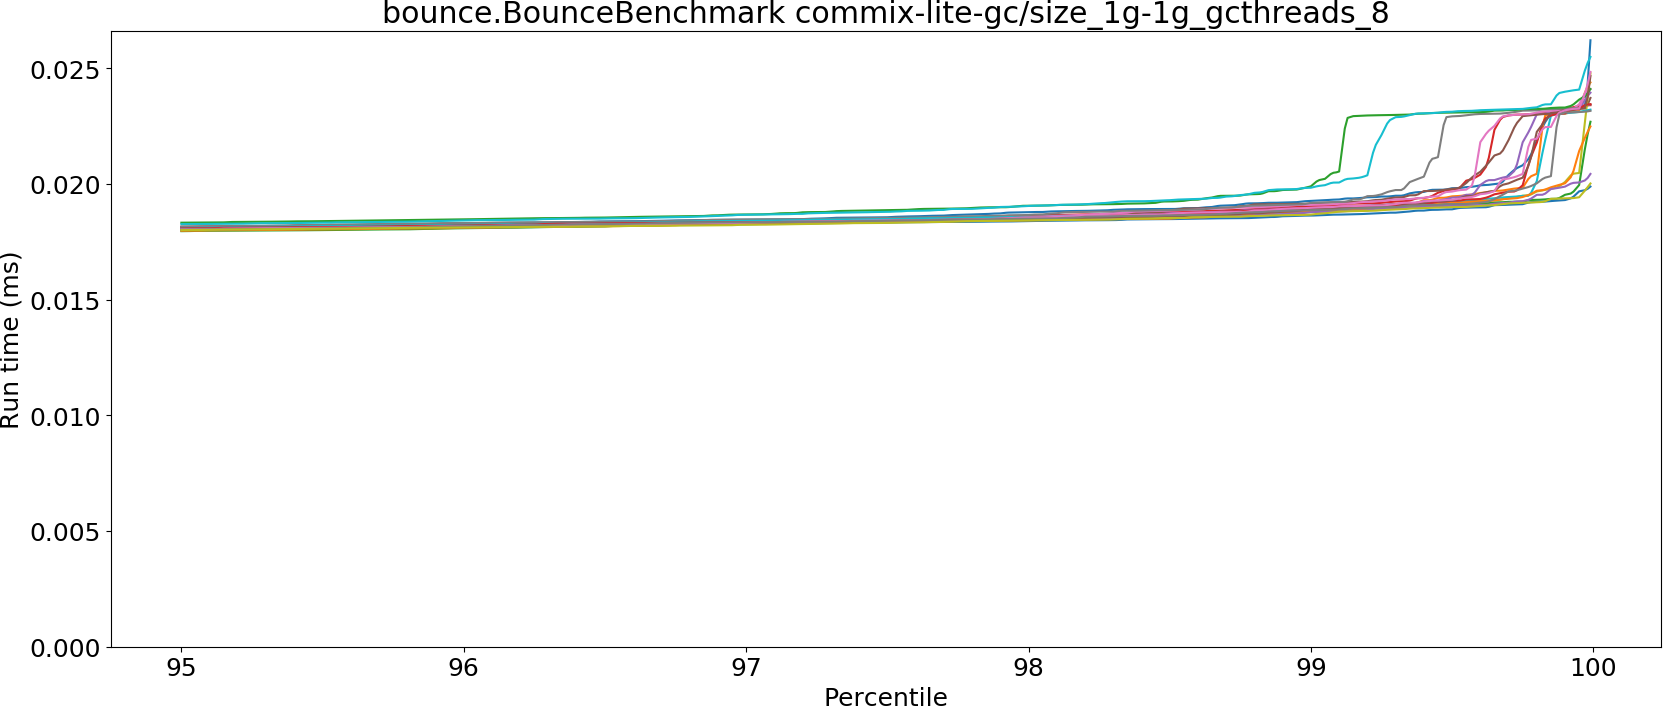 bounce.BounceBenchmark commix-lite-gc/size_1g-1g_gcthreads_8
0.025
0.020
0.015
0.010
0.005
0.000
Run time (ms)
95 96 97 98 99 100
Percentile